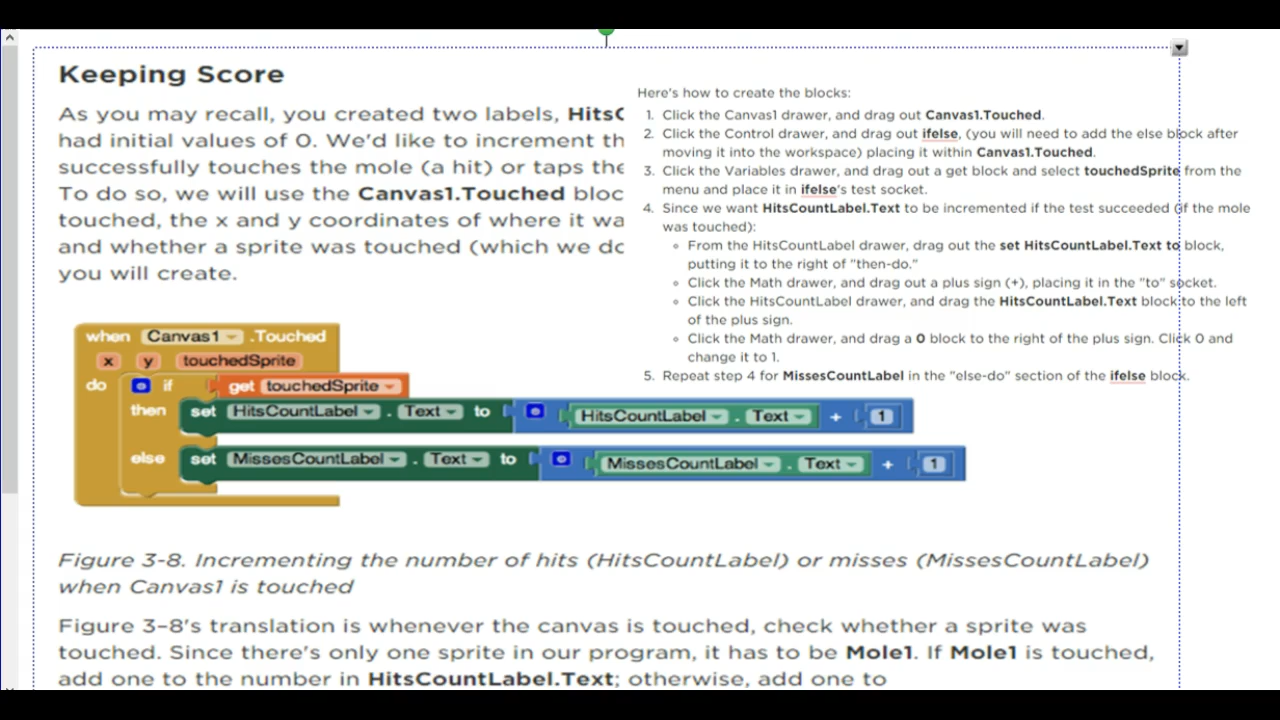 Keeping Score
As you may recall, you created two labels, HitsC
had initial values of 0. We'd like to increment th
successfully touches the mole (a hit) or taps the
To do so, we will use the Canvas1.Touched bloc
touched, the x and y coordinates of where it wa
and whether a sprite was touched (which we do
you will create.
Here's how to create the blocks:
1. Click the Canvas1 drawer, and drag out Canvas1.Touched.
2. Click the Control drawer, and drag out ifelse, (you will need to add the else block after
moving it into the workspace) placing it within Canvas1.Touched.
3. Click the Variables drawer, and drag out a get block and select touchedSprite from the
menu and place it in ifelse's test socket.
4. Since we want HitsCountLabel.Text to be incremented if the test succeeded (if the mole
was touched):
From the HitsCountLabel drawer, drag out the set HitsCountLabel.Text to block,
putting it to the right of "then-do."
Click the Math drawer, and drag out a plus sign (+), placing it in the "to" socket.
Click the HitsCountLabel drawer, and drag the HitsCountLabel.Text block to the left
of the plus sign.
Click the Math drawer, and drag a 0 block to the right of the plus sign. Click 0 and
change it to 1.
5. Repeat step 4 for MissesCountLabel in the "else-do" section of the ifelse block.
when Canvas1 .Touched
x y touchedSprite
do if get touchedSprite
then set HitsCountLabel . Text to HitsCountLabel . Text + 1
else set MissesCountLabel . Text to MissesCountLabel . Text + 1
Figure 3-8. Incrementing the number of hits (HitsCountLabel) or misses (MissesCountLabel)
when Canvas1 is touched
Figure 3–8's translation is whenever the canvas is touched, check whether a sprite was
touched. Since there's only one sprite in our program, it has to be Mole1. If Mole1 is touched,
add one to the number in HitsCountLabel.Text; otherwise, add one to